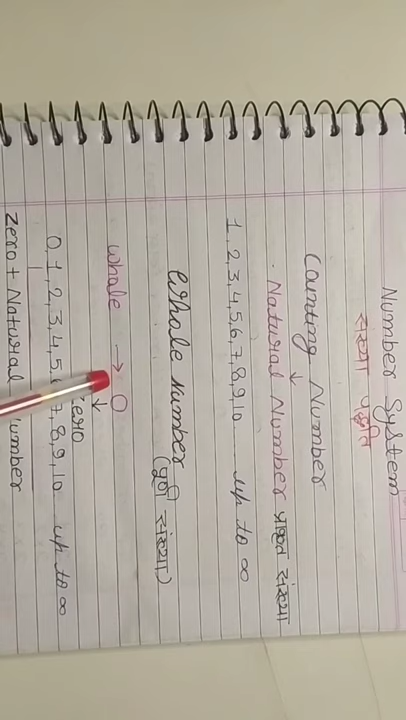 Number System
संख्या पद्धति
Counting Number
↓
· Natural Number प्राकृत संख्या
1, 2, 3, 4, 5, 6, 7, 8, 9, 10 ... up to ∞
Whole Number
(पूर्ण संख्या)
whole → O
↓
zero
0, 1, 2, 3, 4, 5, 6 7, 8, 9, 10 up to ∞
Zero + Natural Number